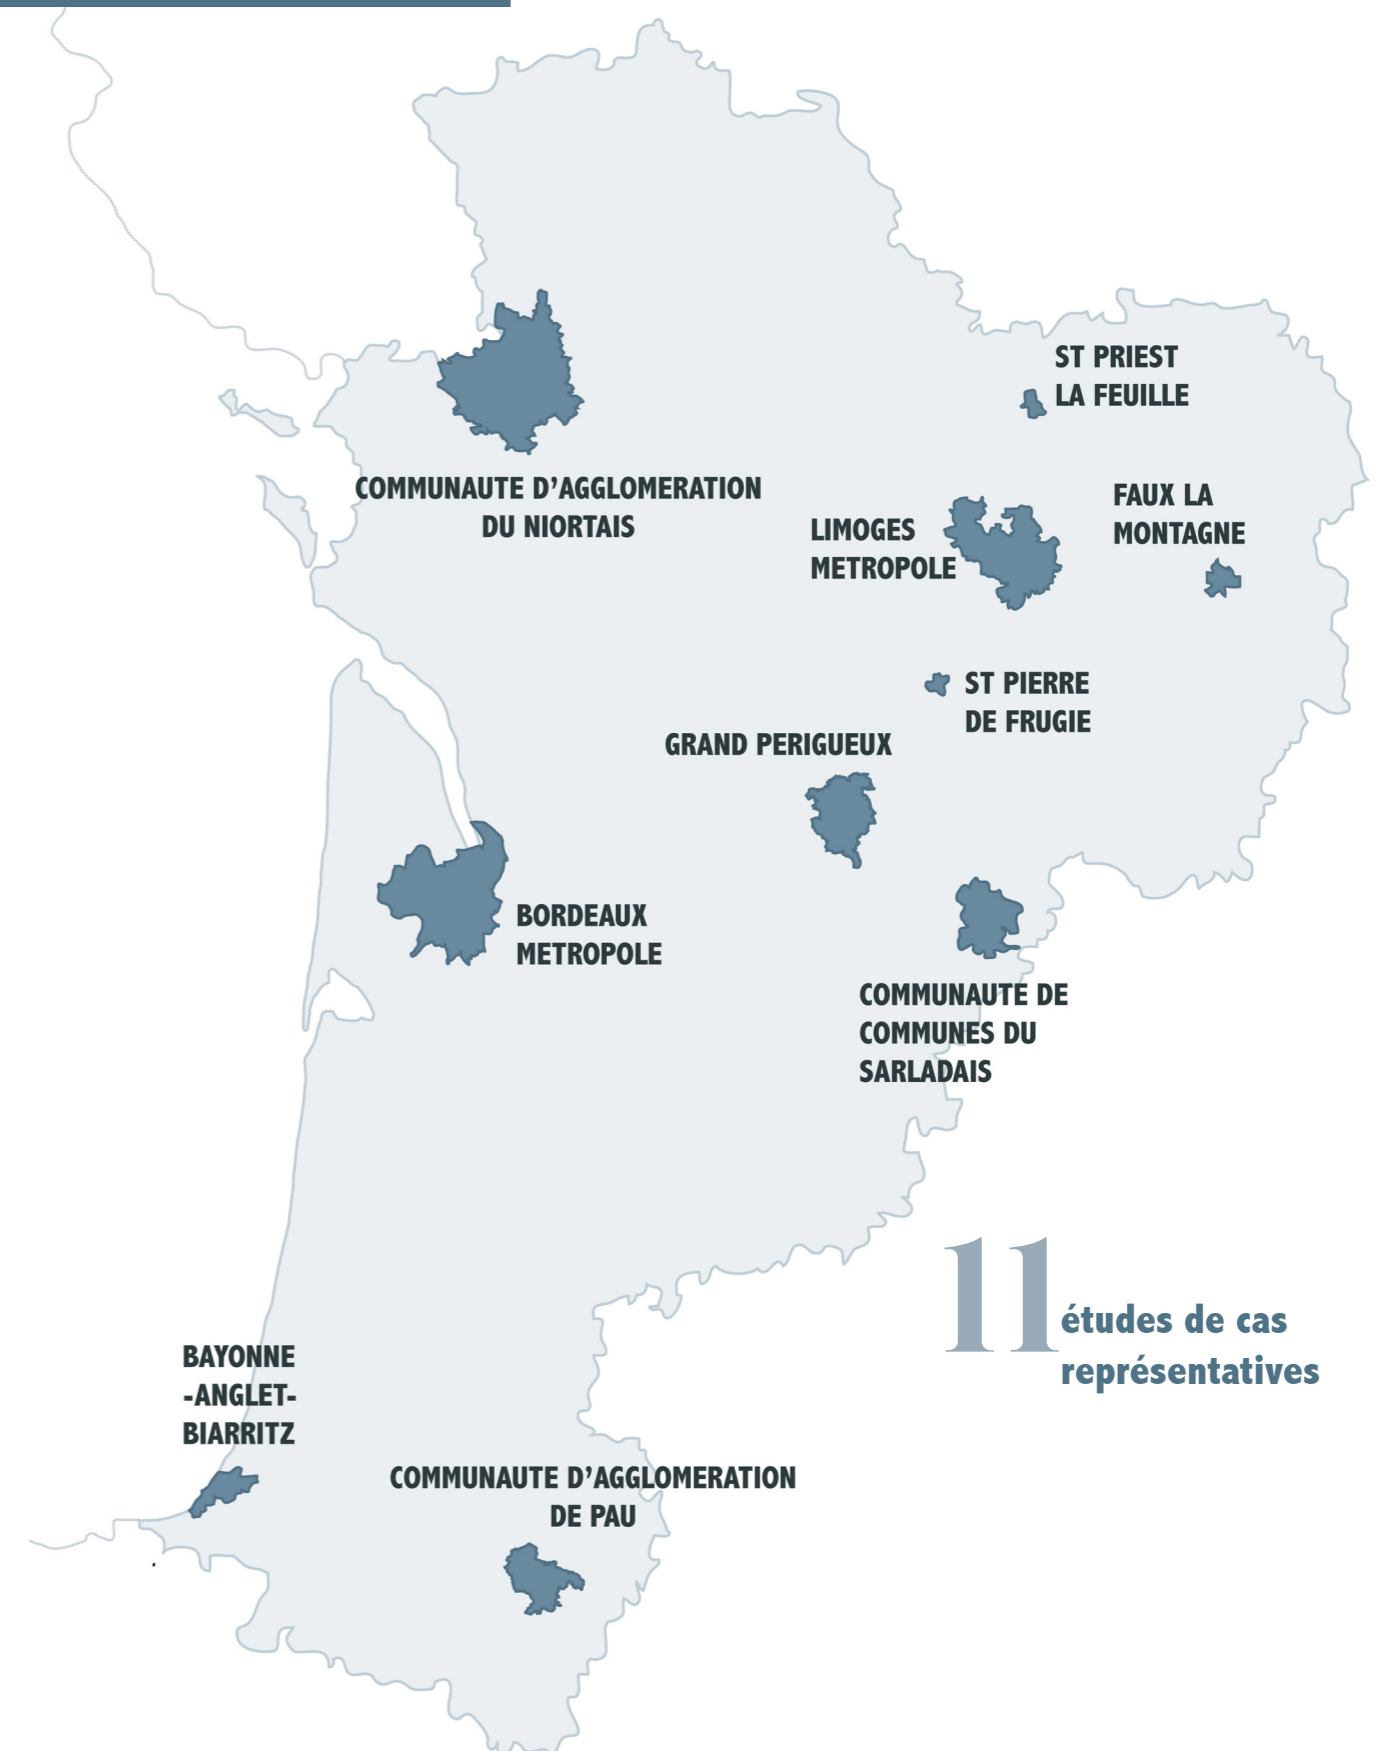 ST PRIEST
LA FEUILLE
COMMUNAUTE D’AGGLOMERATION
DU NIORTAIS
FAUX LA
MONTAGNE
LIMOGES
METROPOLE
ST PIERRE
DE FRUGIE
GRAND PERIGUEUX
BORDEAUX
METROPOLE
COMMUNAUTE DE
COMMUNES DU
SARLADAIS
11 études de cas
représentatives
BAYONNE
-ANGLET-
BIARRITZ
COMMUNAUTE D’AGGLOMERATION
DE PAU